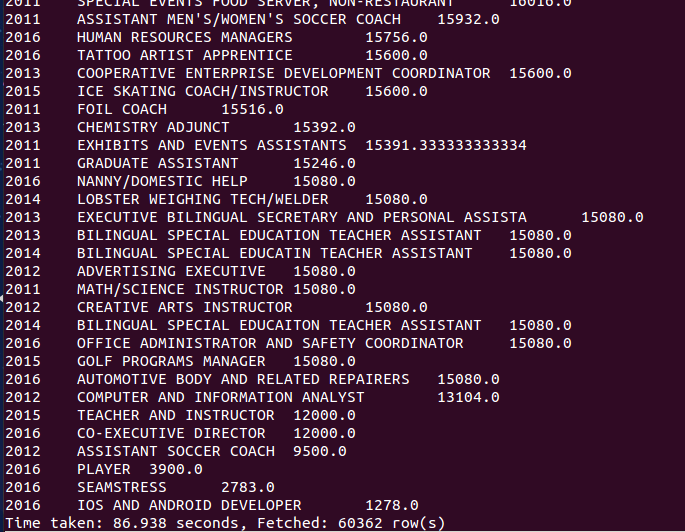 2011 SPECIAL EVENTS FOOD SERVER, NON-RESTAURANT 16016.0
2011 ASSISTANT MEN'S/WOMEN'S SOCCER COACH 15932.0
2016 HUMAN RESOURCES MANAGERS 15756.0
2016 TATTOO ARTIST APPRENTICE 15600.0
2013 COOPERATIVE ENTERPRISE DEVELOPMENT COORDINATOR 15600.0
2015 ICE SKATING COACH/INSTRUCTOR 15600.0
2011 FOIL COACH 15516.0
2013 CHEMISTRY ADJUNCT 15392.0
2011 EXHIBITS AND EVENTS ASSISTANTS 15391.333333333334
2011 GRADUATE ASSISTANT 15246.0
2016 NANNY/DOMESTIC HELP 15080.0
2014 LOBSTER WEIGHING TECH/WELDER 15080.0
2013 EXECUTIVE BILINGUAL SECRETARY AND PERSONAL ASSISTA 15080.0
2013 BILINGUAL SPECIAL EDUCATION TEACHER ASSISTANT 15080.0
2014 BILINGUAL SPECIAL EDUCATIN TEACHER ASSISTANT 15080.0
2012 ADVERTISING EXECUTIVE 15080.0
2011 MATH/SCIENCE INSTRUCTOR 15080.0
2012 CREATIVE ARTS INSTRUCTOR 15080.0
2014 BILINGUAL SPECIAL EDUCAITON TEACHER ASSISTANT 15080.0
2016 OFFICE ADMINISTRATOR AND SAFETY COORDINATOR 15080.0
2015 GOLF PROGRAMS MANAGER 15080.0
2016 AUTOMOTIVE BODY AND RELATED REPAIRERS 15080.0
2012 COMPUTER AND INFORMATION ANALYST 13104.0
2015 TEACHER AND INSTRUCTOR 12000.0
2016 CO-EXECUTIVE DIRECTOR 12000.0
2012 ASSISTANT SOCCER COACH 9500.0
2016 PLAYER 3900.0
2016 SEAMSTRESS 2783.0
2016 IOS AND ANDROID DEVELOPER 1278.0
Time taken: 86.938 seconds, Fetched: 60362 row(s)